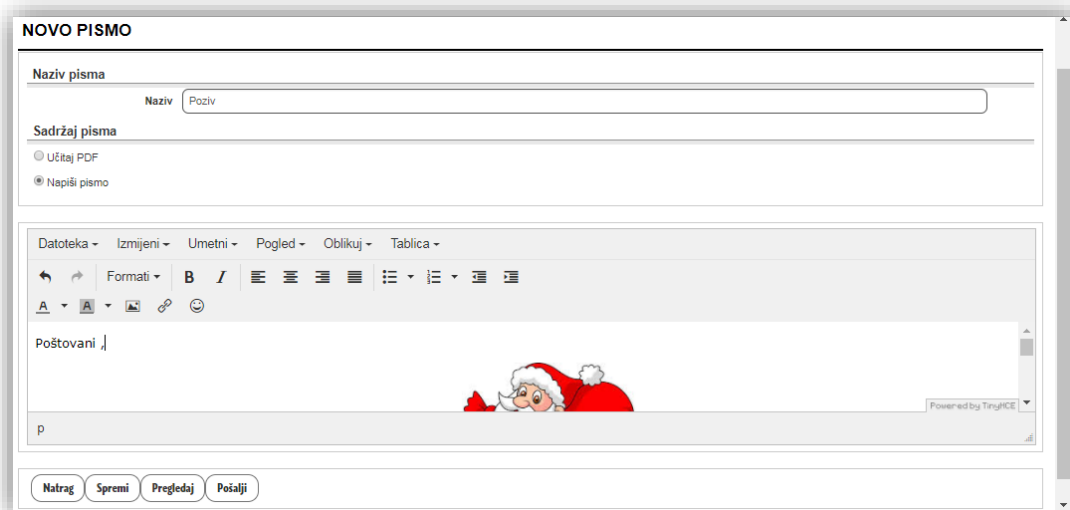 NOVO PISMO
Naziv pisma
Naziv Poziv
Sadržaj pisma
Učitaj PDF
Napiši pismo
Datoteka Izmijeni Umetni Pogled Oblikuj Tablica
Formati B I
A A
Poštovani ,
Powered by TinyMCE
p
Natrag Spremi Pregledaj Pošalji